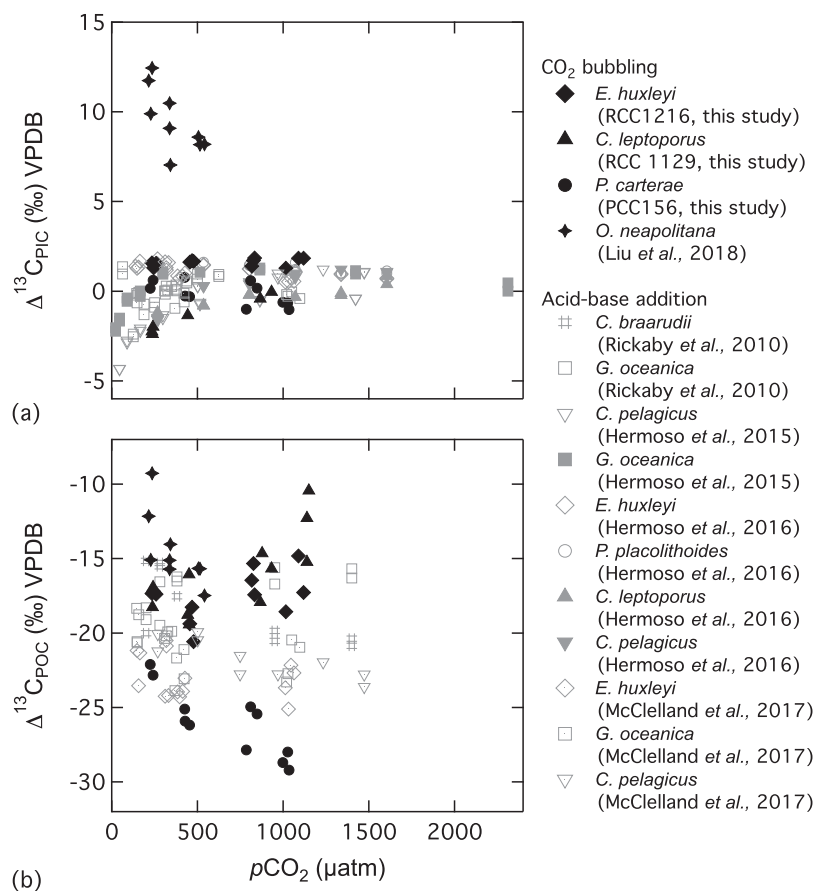 15
10
5
0
-5
Δ¹³C_PIC (‰) VPDB
(a)
-10
-15
-20
-25
-30
Δ¹³C_POC (‰) VPDB
0 500 1000 1500 2000
pCO₂ (µatm)
(b)
CO₂ bubbling
E. huxleyi
(RCC1216, this study)
C. leptoporus
(RCC 1129, this study)
P. carterae
(PCC156, this study)
O. neapolitana
(Liu et al., 2018)
Acid-base addition
C. braarudii
(Rickaby et al., 2010)
G. oceanica
(Rickaby et al., 2010)
C. pelagicus
(Hermoso et al., 2015)
G. oceanica
(Hermoso et al., 2015)
E. huxleyi
(Hermoso et al., 2016)
P. placolithoides
(Hermoso et al., 2016)
C. leptoporus
(Hermoso et al., 2016)
C. pelagicus
(Hermoso et al., 2016)
E. huxleyi
(McClelland et al., 2017)
G. oceanica
(McClelland et al., 2017)
C. pelagicus
(McClelland et al., 2017)